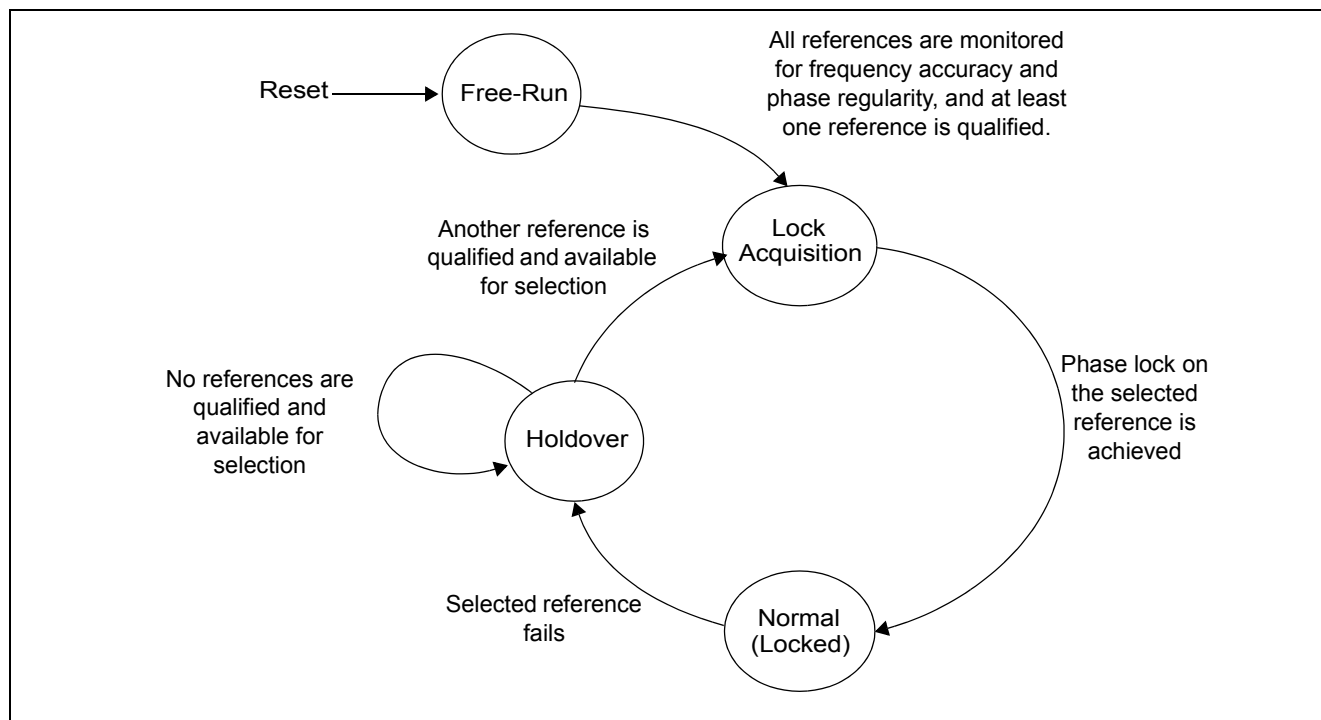 Reset
Free-Run
All references are monitored
for frequency accuracy and
phase regularity, and at least
one reference is qualified.
Another reference is
qualified and available
for selection
Lock
Acquisition
No references are
qualified and
available for
selection
Holdover
Phase lock on
the selected
reference is
achieved
Selected reference
fails
Normal
(Locked)